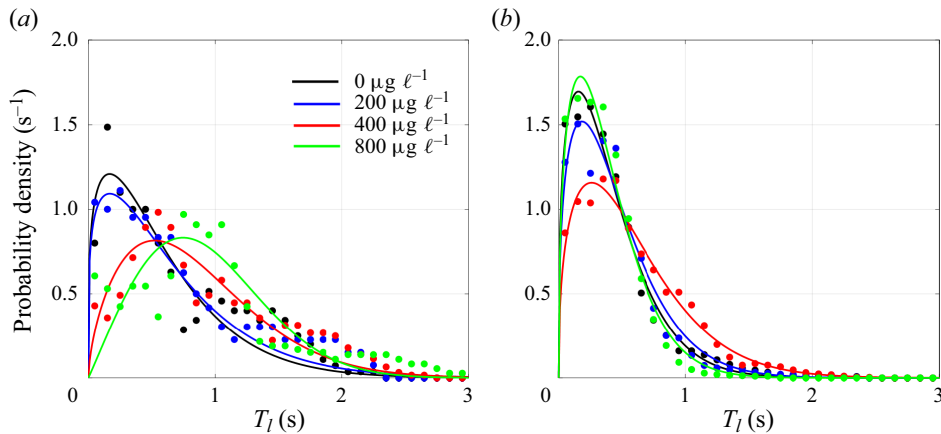 (a)
(b)
2.0
1.5
1.0
0.5
0
1
2
3
Probability density (s⁻¹)
T_l (s)
0 µg ℓ⁻¹
200 µg ℓ⁻¹
400 µg ℓ⁻¹
800 µg ℓ⁻¹
2.0
1.5
1.0
0.5
0
1
2
3
T_l (s)